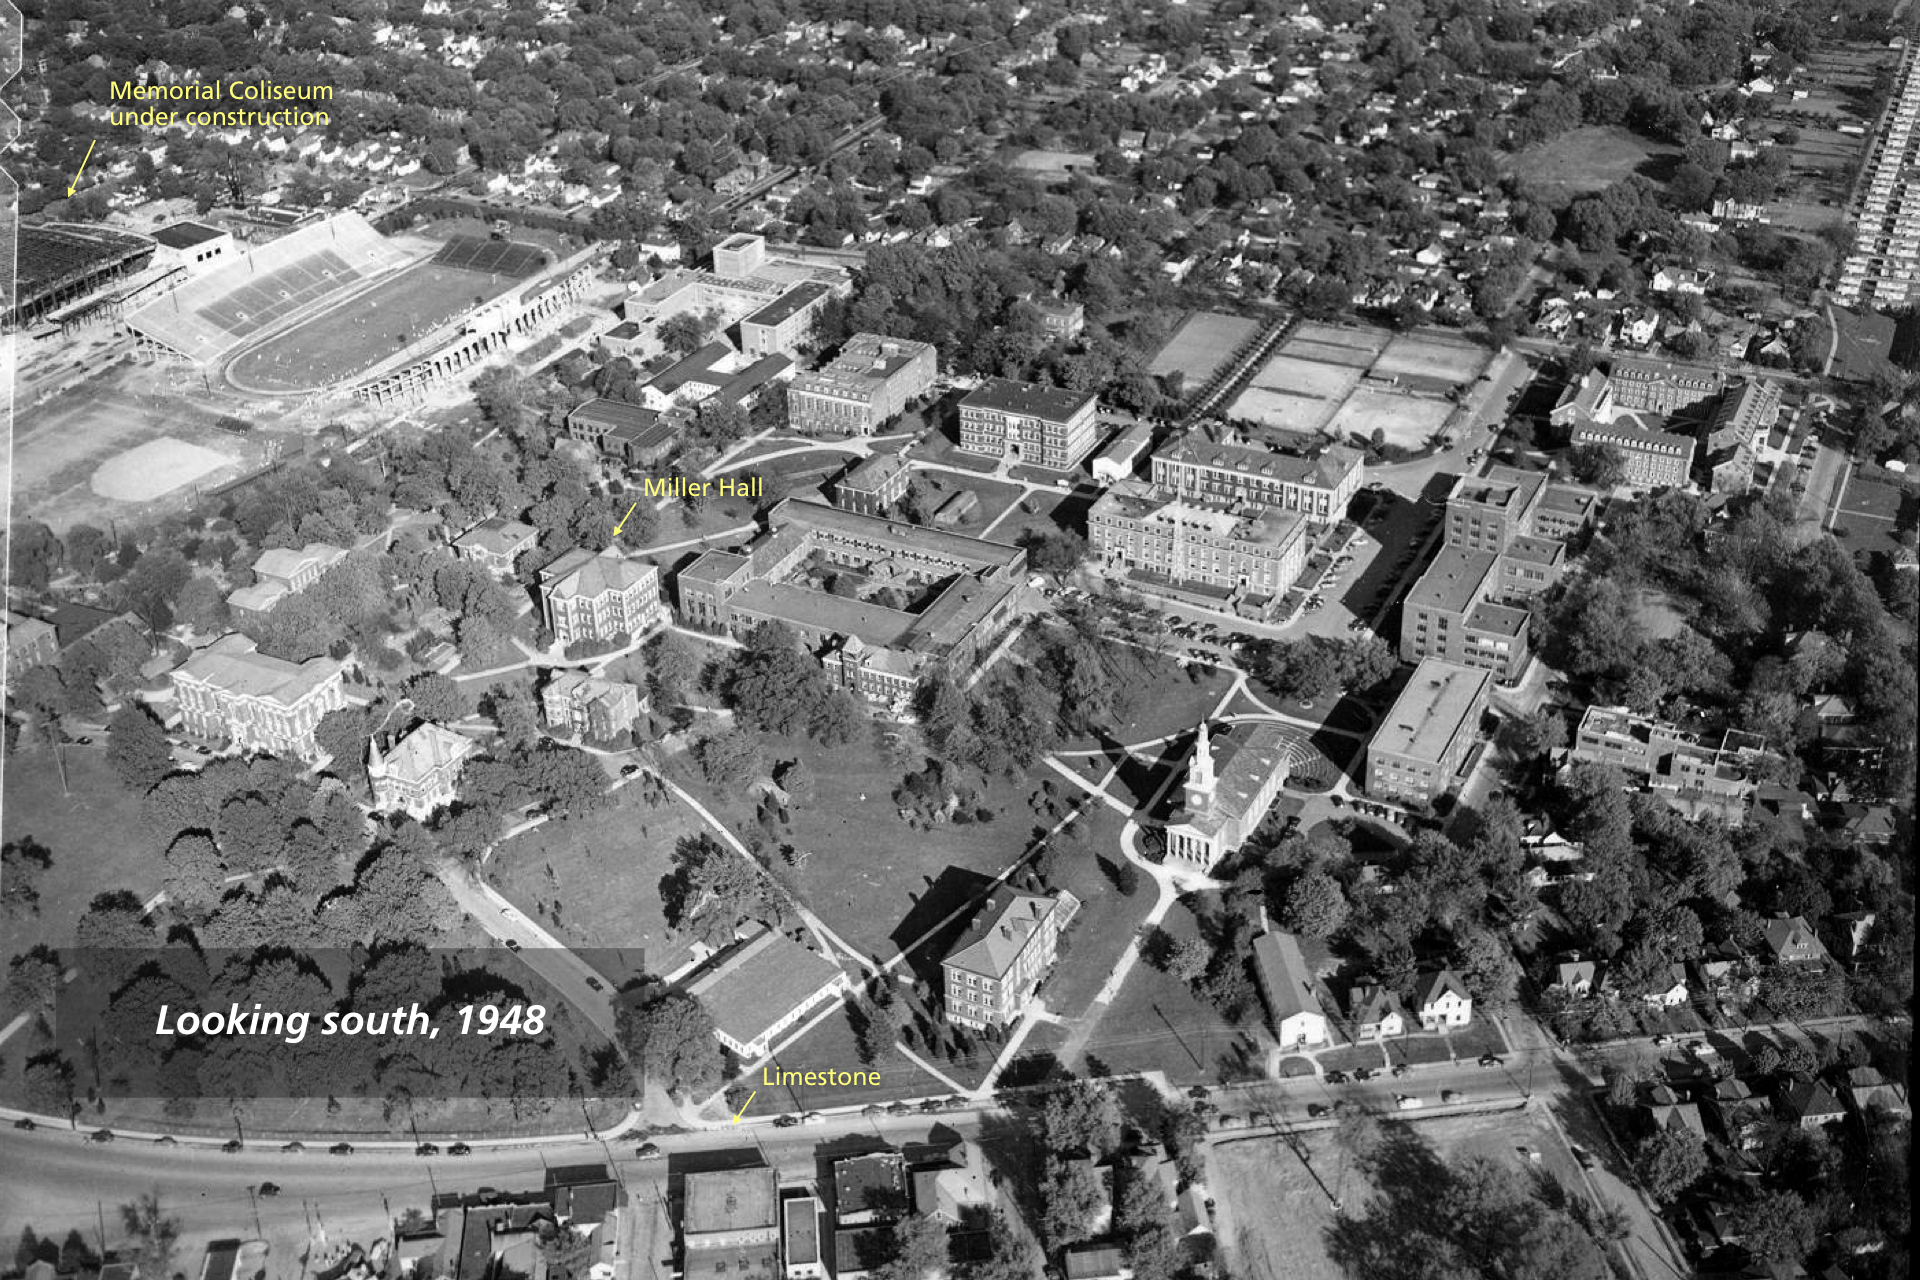 Memorial Coliseum
under construction
Miller Hall
Looking south, 1948
Limestone